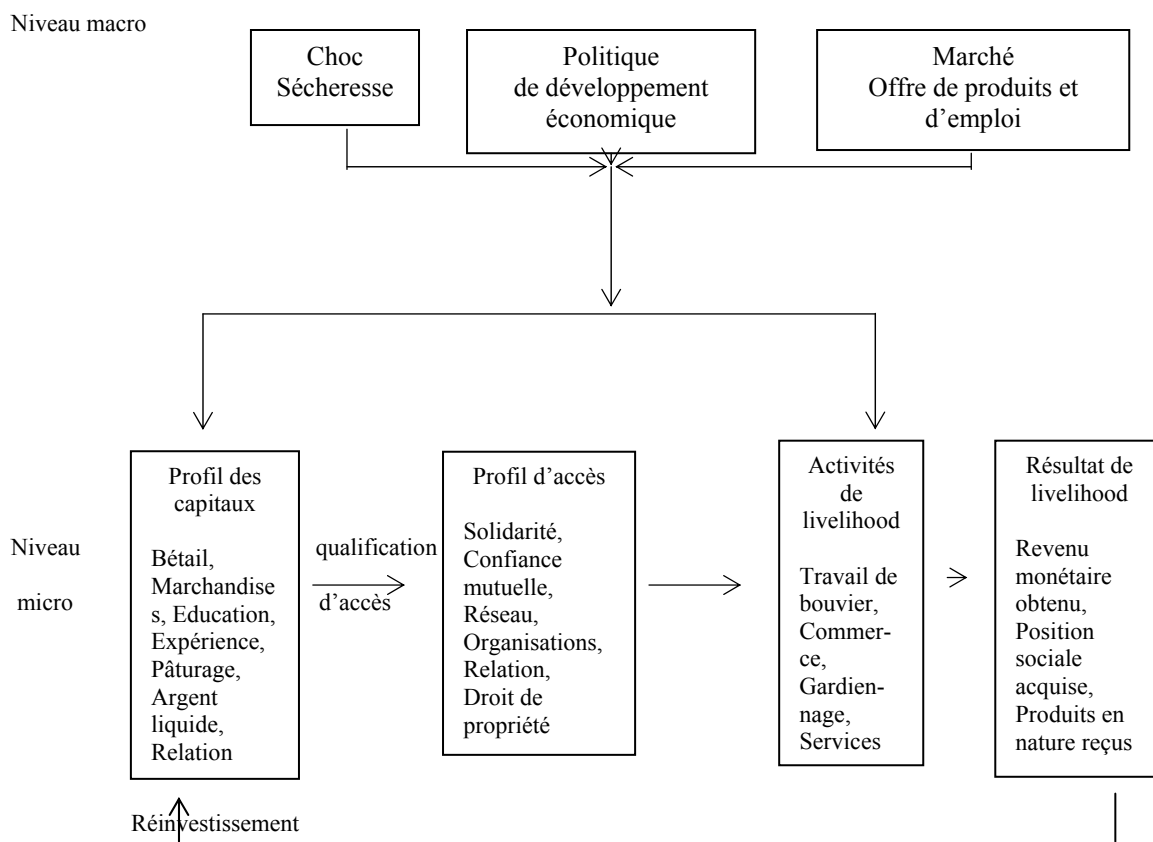 Niveau macro
Choc
Sécheresse
Politique
de développement
économique
Marché
Offre de produits et
d’emploi
Niveau
micro
Profil des
capitaux
Bétail,
Marchandise
s, Education,
Expérience,
Pâturage,
Argent
liquide,
Relation
qualification
d’accès
Profil d’accès
Solidarité,
Confiance
mutuelle,
Réseau,
Organisations,
Relation,
Droit de
propriété
Activités
de
livelihood
Travail de
bouvier,
Commer-
ce,
Gardien-
nage,
Services
Résultat de
livelihood
Revenu
monétaire
obtenu,
Position
sociale
acquise,
Produits en
nature reçus
Réinvestissement